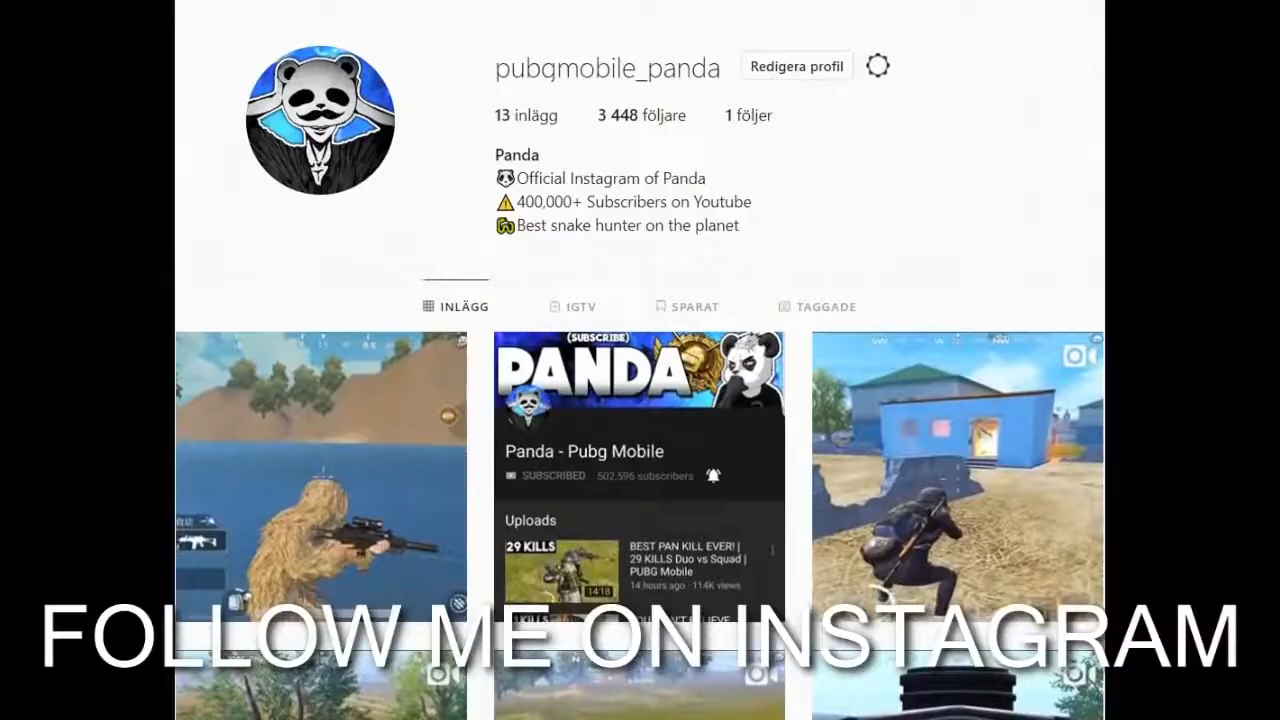 pubgmobile_panda Redigera profil
13 inlägg 3 448 följare 1 följer
Panda
Official Instagram of Panda
400,000+ Subscribers on Youtube
Best snake hunter on the planet
INLÄGG IGTV SPARAT TAGGADE
(SUBSCRIBE)
PANDA
Panda - Pubg Mobile
SUBSCRIBED 502,596 subscribers
Uploads
29 KILLS
14:18
BEST PAN KILL EVER! |
29 KILLS Duo vs Squad |
PUBG Mobile
14 hours ago · 114K views
FOLLOW ME ON INSTAGRAM